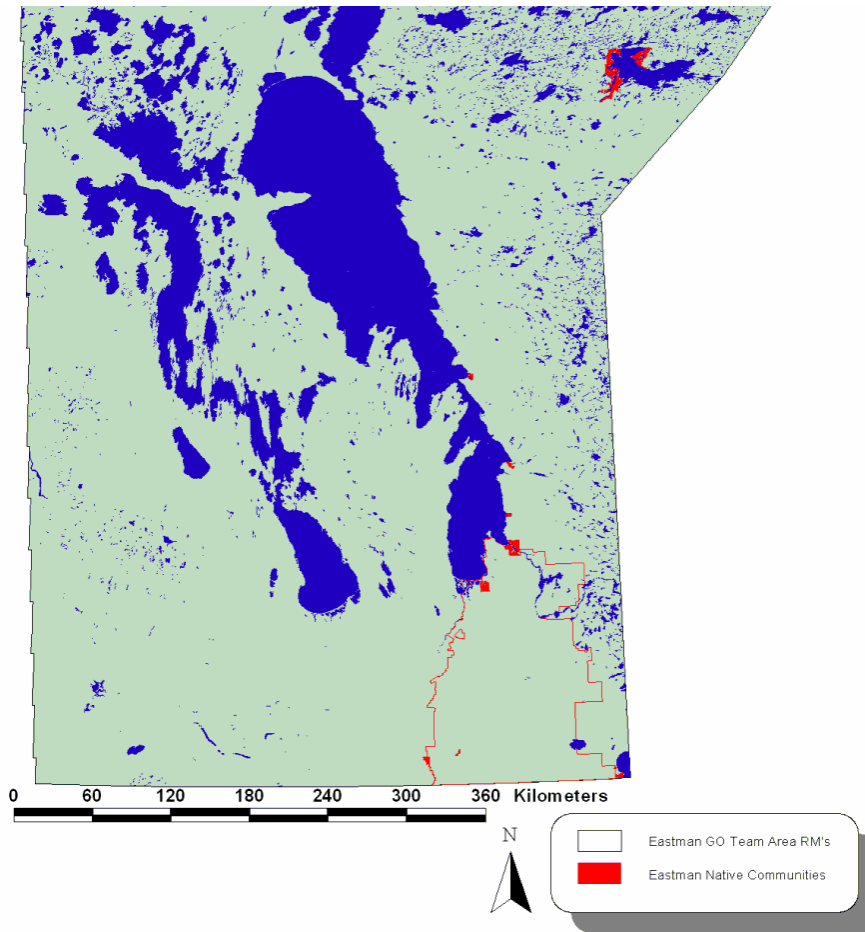 0 60 120 180 240 300 360 Kilometers
N
Eastman GO Team Area RM's
Eastman Native Communities